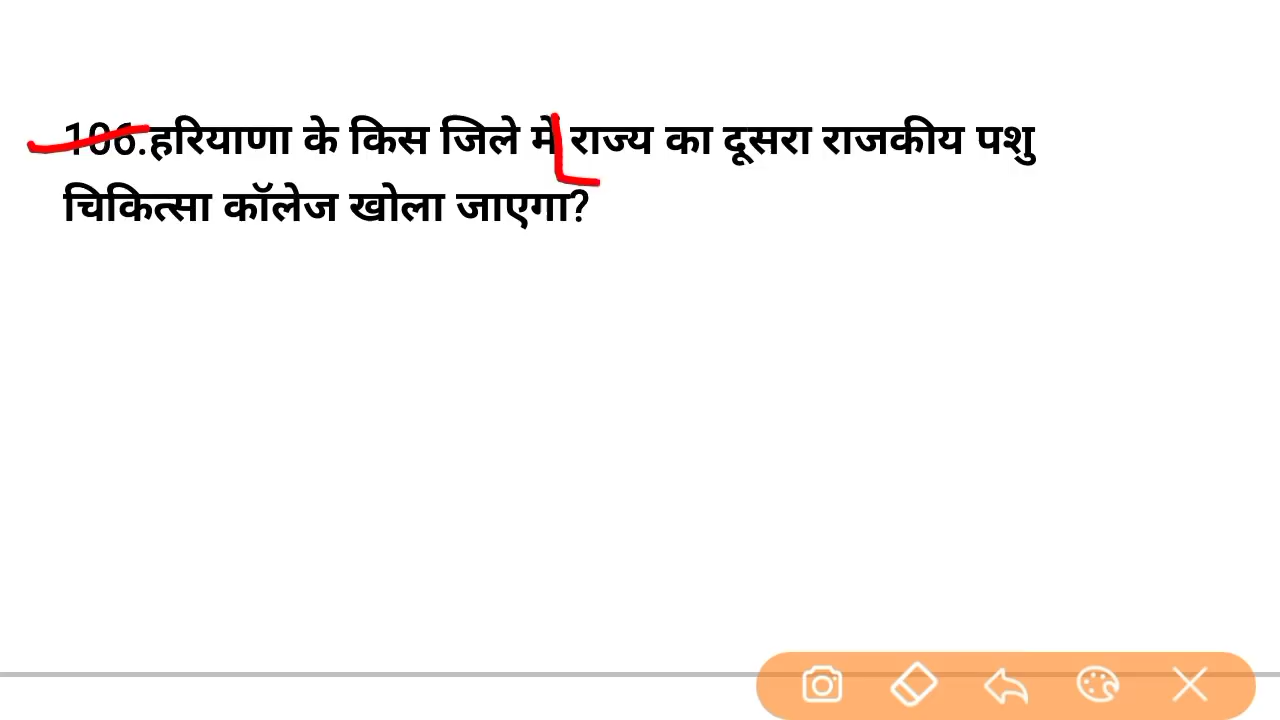 106.हरियाणा के किस जिले में राज्य का दूसरा राजकीय पशु
चिकित्सा कॉलेज खोला जाएगा?